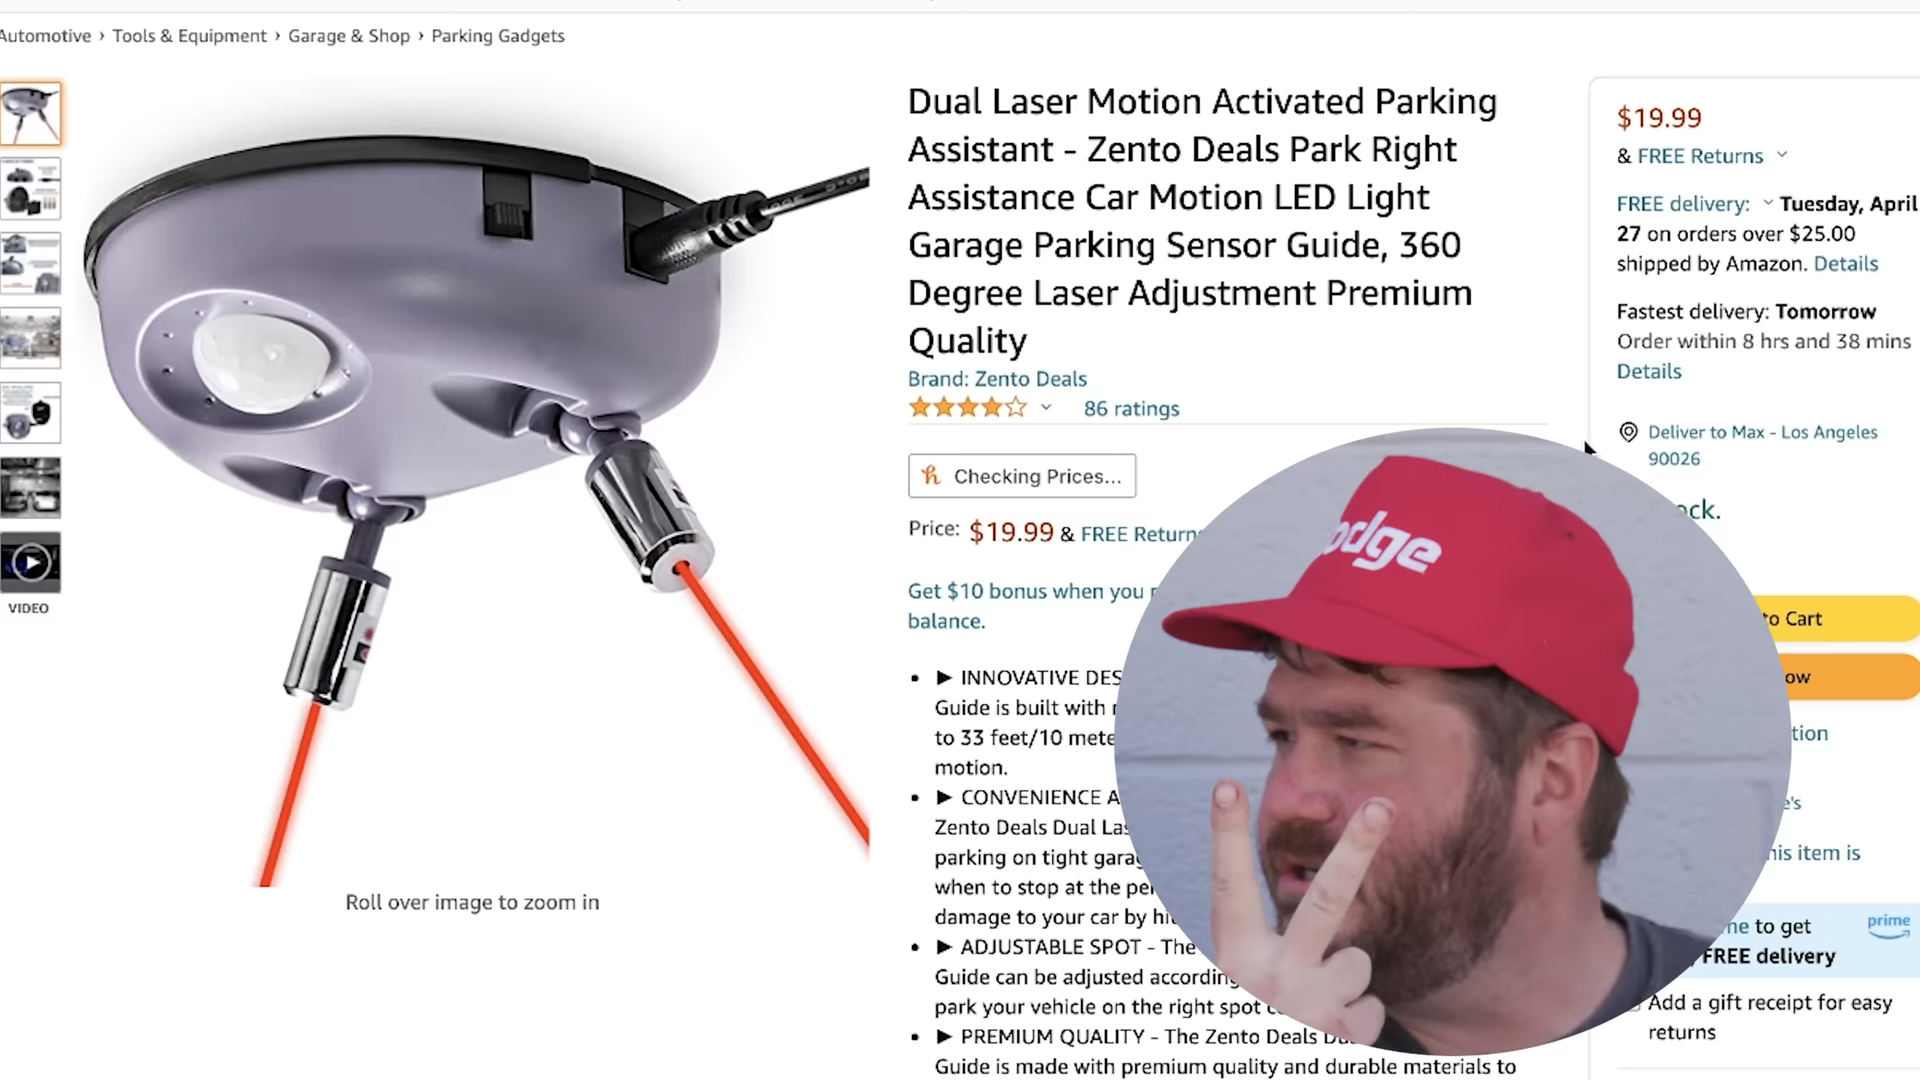 Automotive › Tools & Equipment › Garage & Shop › Parking Gadgets
VIDEO
Roll over image to zoom in
Dual Laser Motion Activated Parking
Assistant - Zento Deals Park Right
Assistance Car Motion LED Light
Garage Parking Sensor Guide, 360
Degree Laser Adjustment Premium
Quality
Brand: Zento Deals
86 ratings
h Checking Prices...
Price: $19.99 & FREE Return
Get $10 bonus when you
balance.
• ► INNOVATIVE DES
Guide is built with
to 33 feet/10 mete
motion.
• ► CONVENIENCE A
Zento Deals Dual Las
parking on tight garag
when to stop at the per
damage to your car by hit
• ► ADJUSTABLE SPOT - The
Guide can be adjusted according
park your vehicle on the right spot
• ► PREMIUM QUALITY - The Zento Deals Du
Guide is made with premium quality and durable materials to
odge
$19.99
& FREE Returns
FREE delivery: Tuesday, April
27 on orders over $25.00
shipped by Amazon. Details
Fastest delivery: Tomorrow
Order within 8 hrs and 38 mins
Details
Deliver to Max - Los Angeles
90026
ock.
to Cart
ow
tion
e's
his item is
me to get
FREE delivery
prime
Add a gift receipt for easy
returns